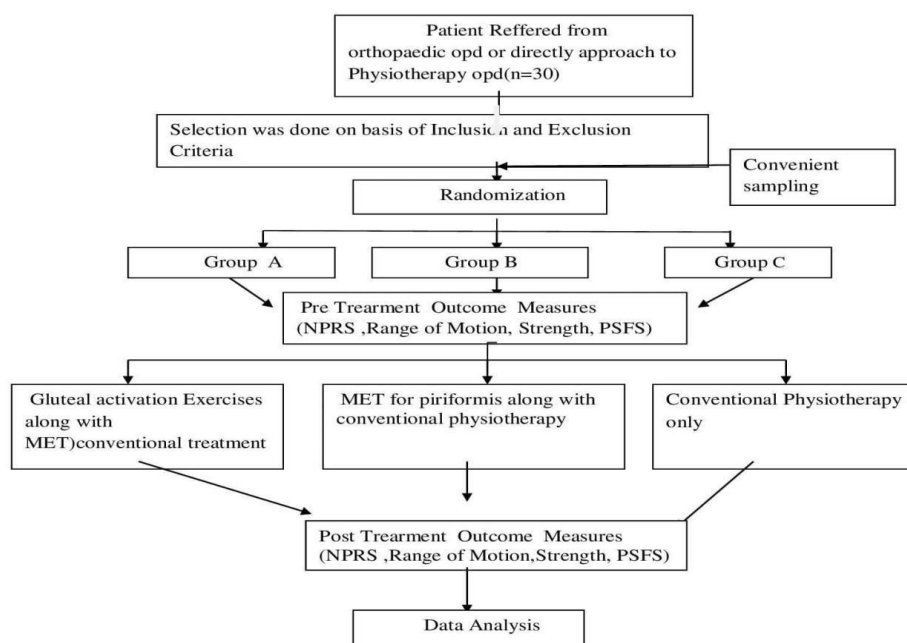 Patient Reffered from
orthopaedic opd or directly approach to
Physiotherapy opd(n=30)
Selection was done on basis of Inclusion and Exclusion
Criteria
Convenient
sampling
Randomization
Group A
Group B
Group C
Pre Trearment Outcome Measures
(NPRS ,Range of Motion, Strength, PSFS)
Gluteal activation Exercises
along with
MET)conventional treatment
MET for piriformis along with
conventional physiotherapy
Conventional Physiotherapy
only
Post Trearment Outcome Measures
(NPRS ,Range of Motion,Strength, PSFS)
Data Analysis